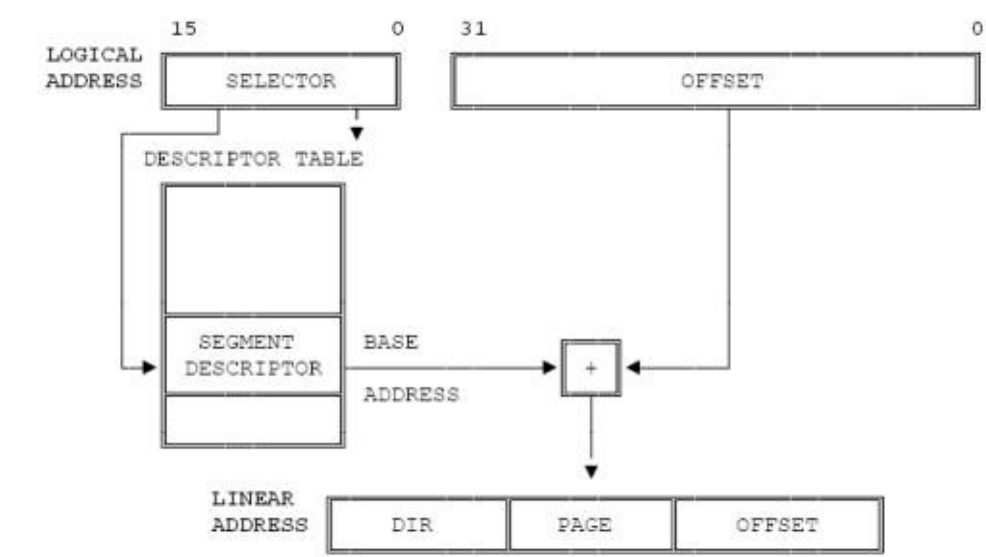 15 0 31 0
LOGICAL
ADDRESS
SELECTOR
OFFSET
DESCRIPTOR TABLE
SEGMENT
DESCRIPTOR
BASE
ADDRESS
+
LINEAR
ADDRESS
DIR
PAGE
OFFSET